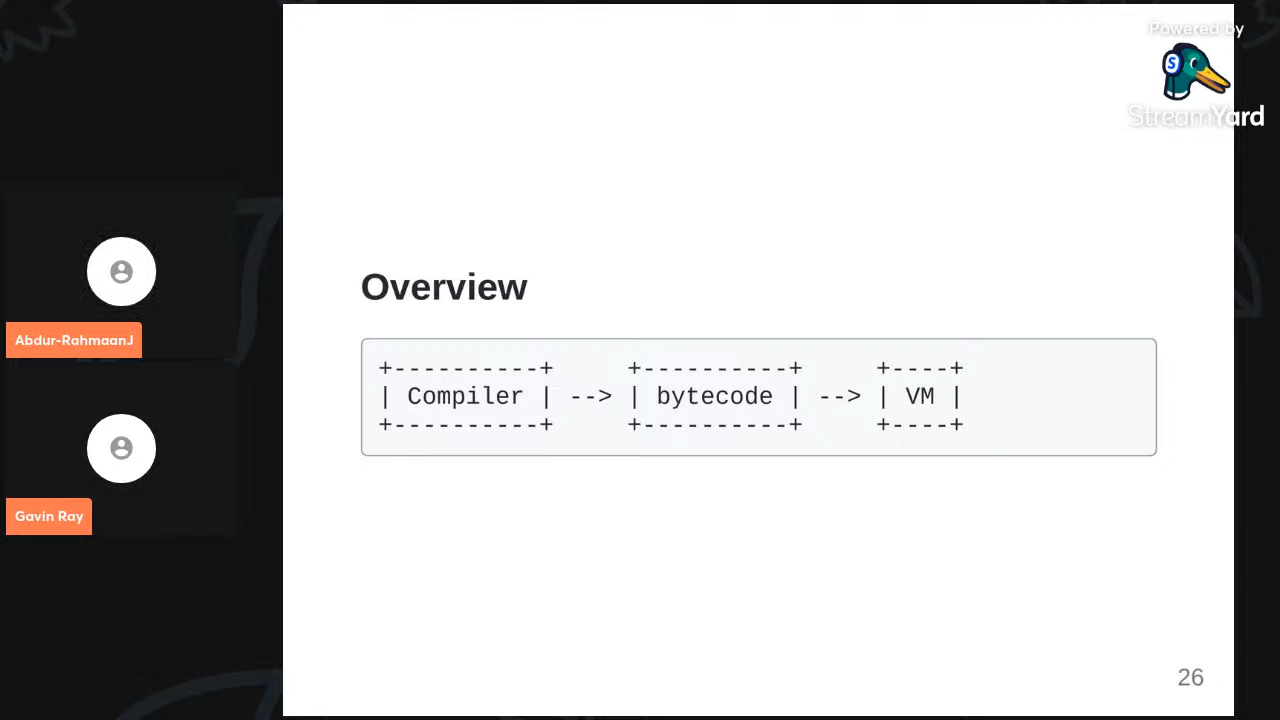 Powered by
S
StreamYard
Abdur-RahmaanJ
Gavin Ray
Overview
+----------+     +----------+     +----+
| Compiler | --> | bytecode | --> | VM |
+----------+     +----------+     +----+
26